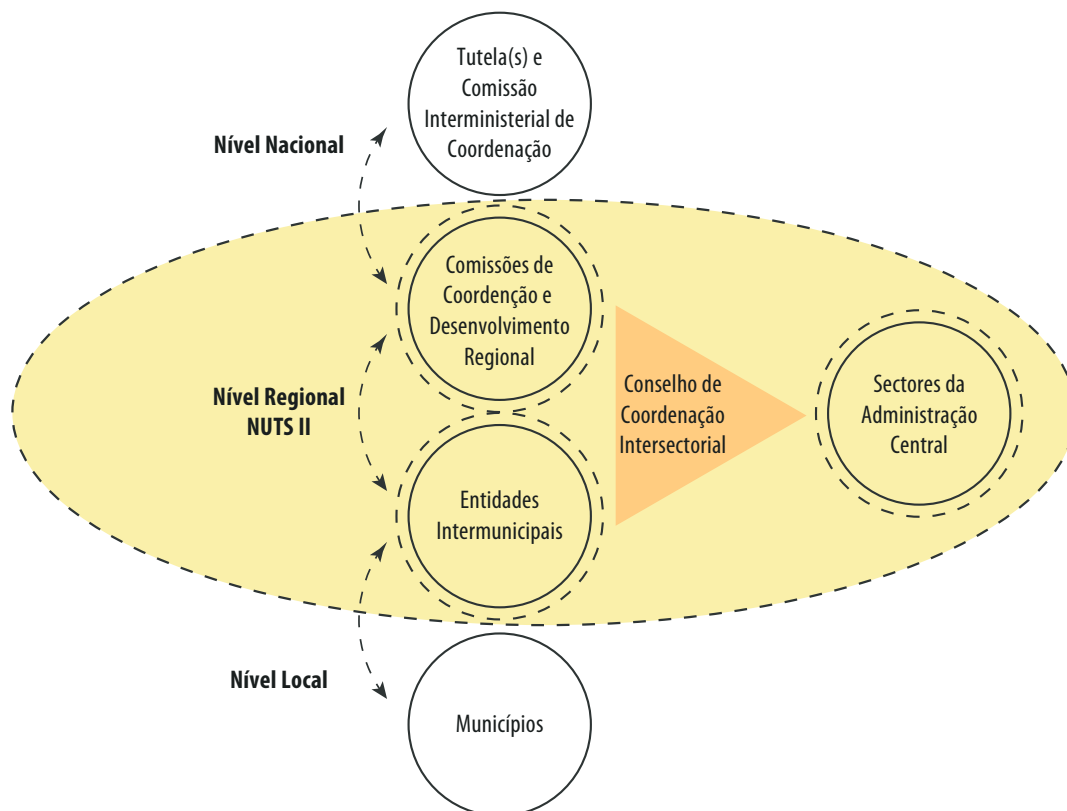 Tutela(s) e
Comissão
Interministerial de
Coordenação
Nível Nacional
Comissões de
Coordenção e
Desenvolvimento
Regional
Nível Regional
NUTS II
Conselho de
Coordenação
Intersectorial
Sectores da
Administração
Central
Entidades
Intermunicipais
Nível Local
Municípios